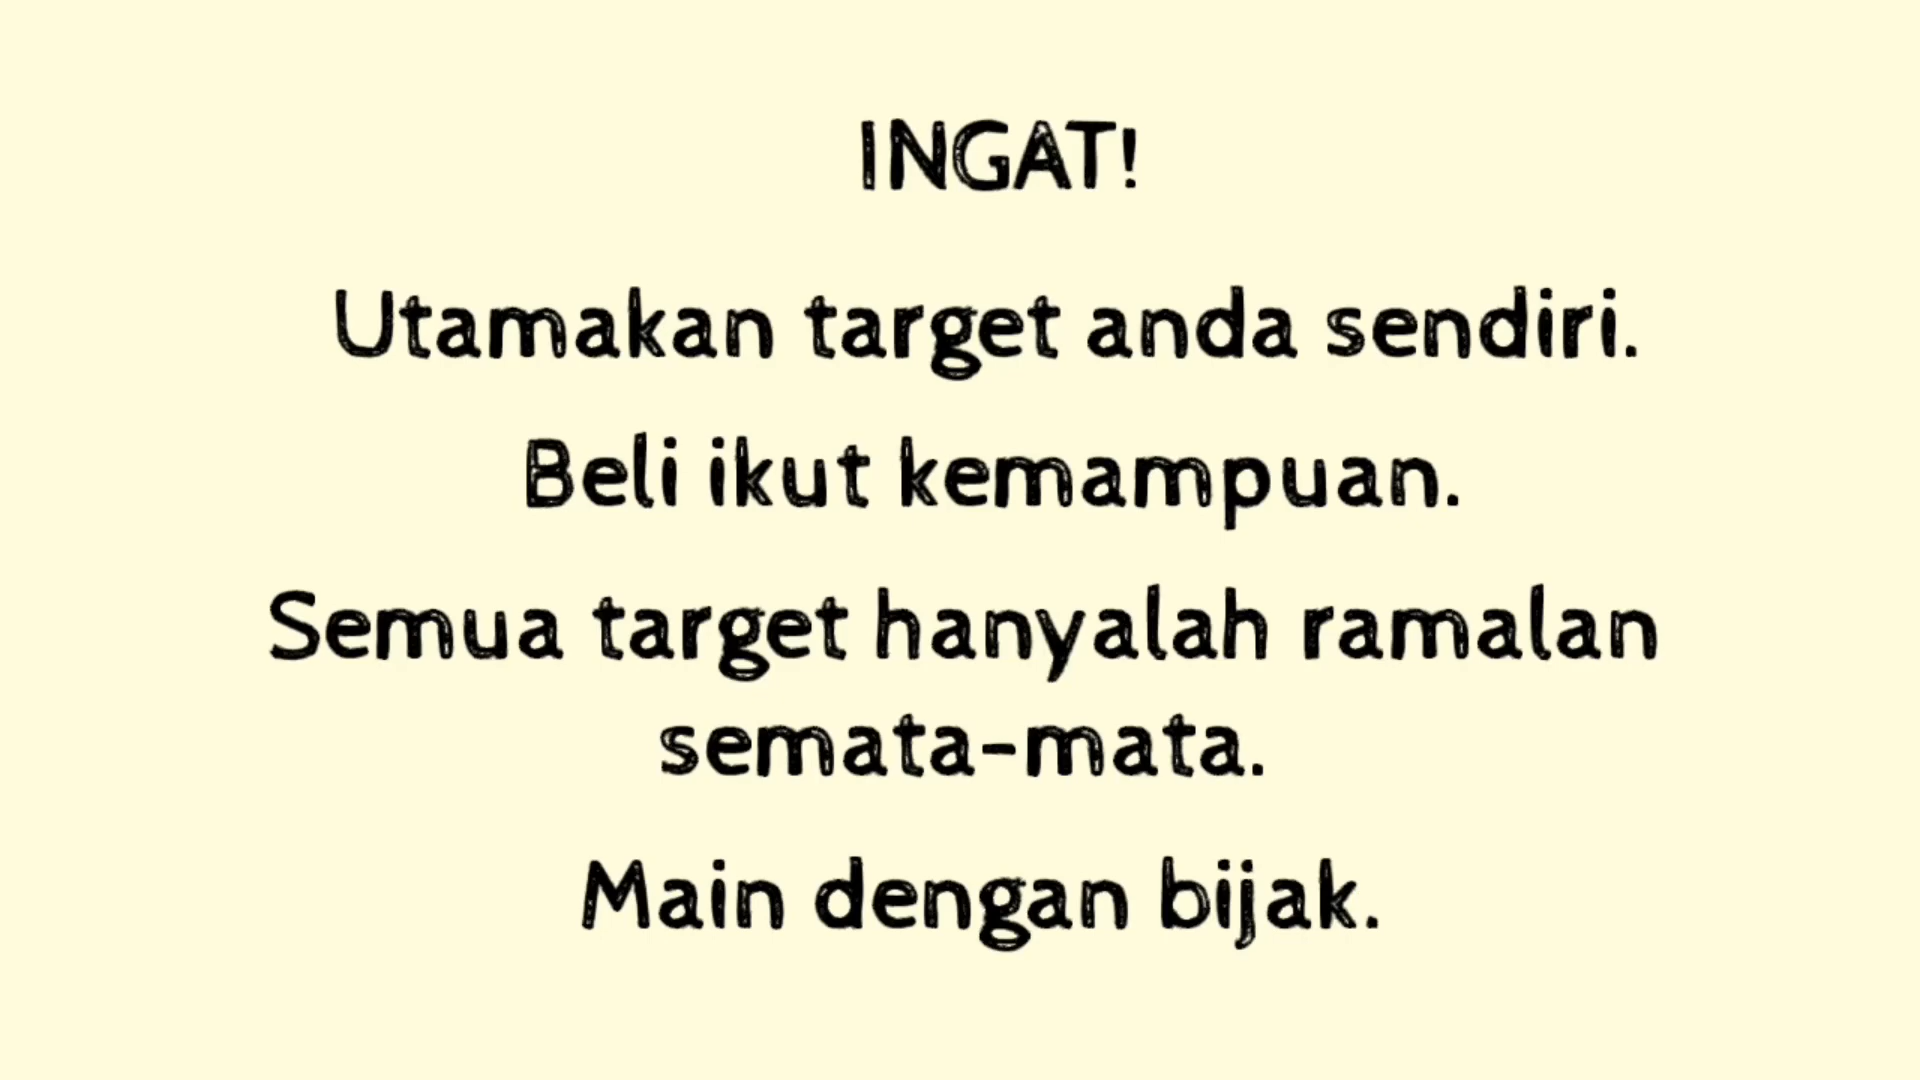 INGAT!
Utamakan target anda sendiri.
Beli ikut kemampuan.
Semua target hanyalah ramalan
semata-mata.
Main dengan bijak.